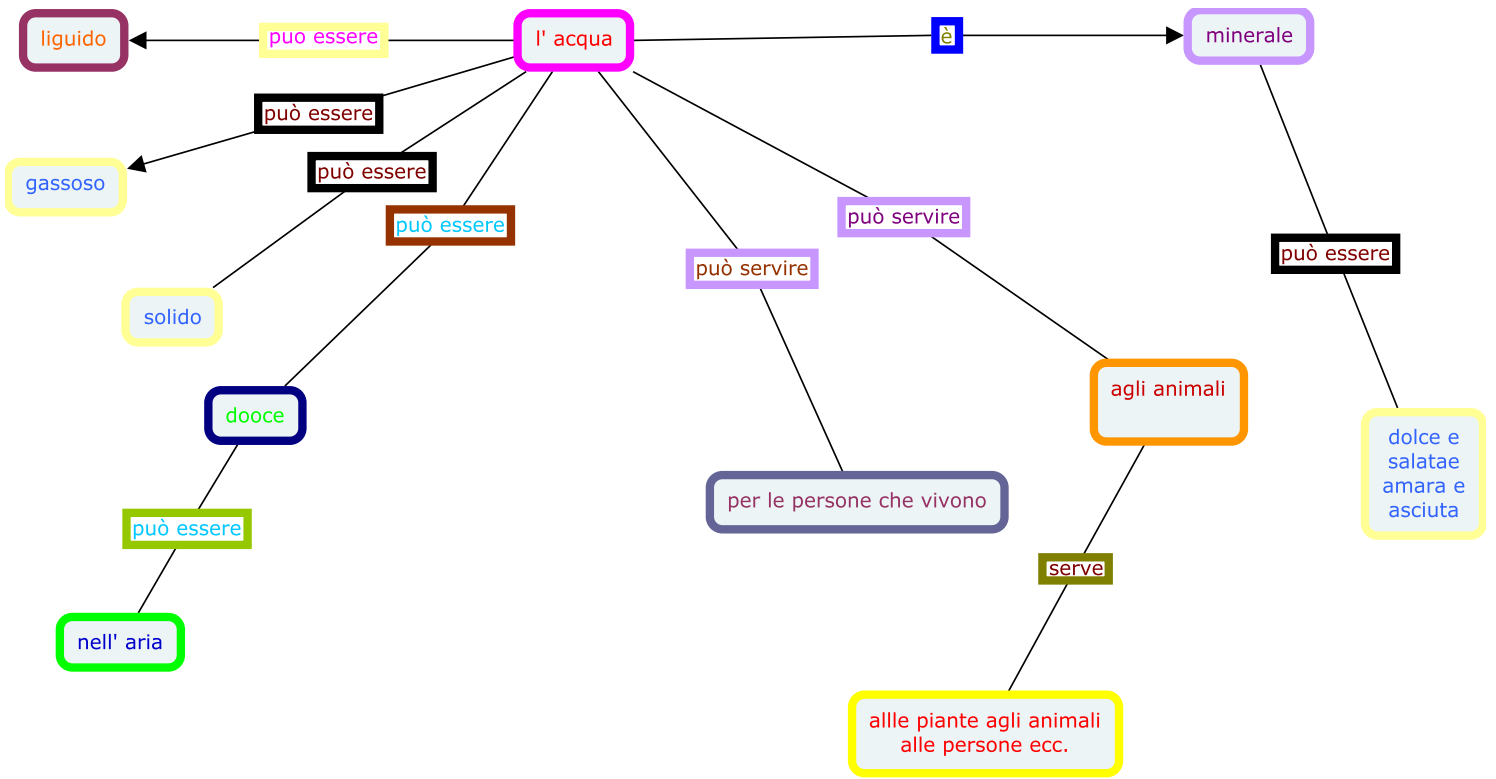 liguido
puo essere
l' acqua
è
minerale
può essere
gassoso
può essere
solido
può essere
dooce
può essere
nell' aria
può servire
per le persone che vivono
può servire
agli animali
serve
allle piante agli animali
alle persone ecc.
può essere
dolce e
salatae
amara e
asciuta